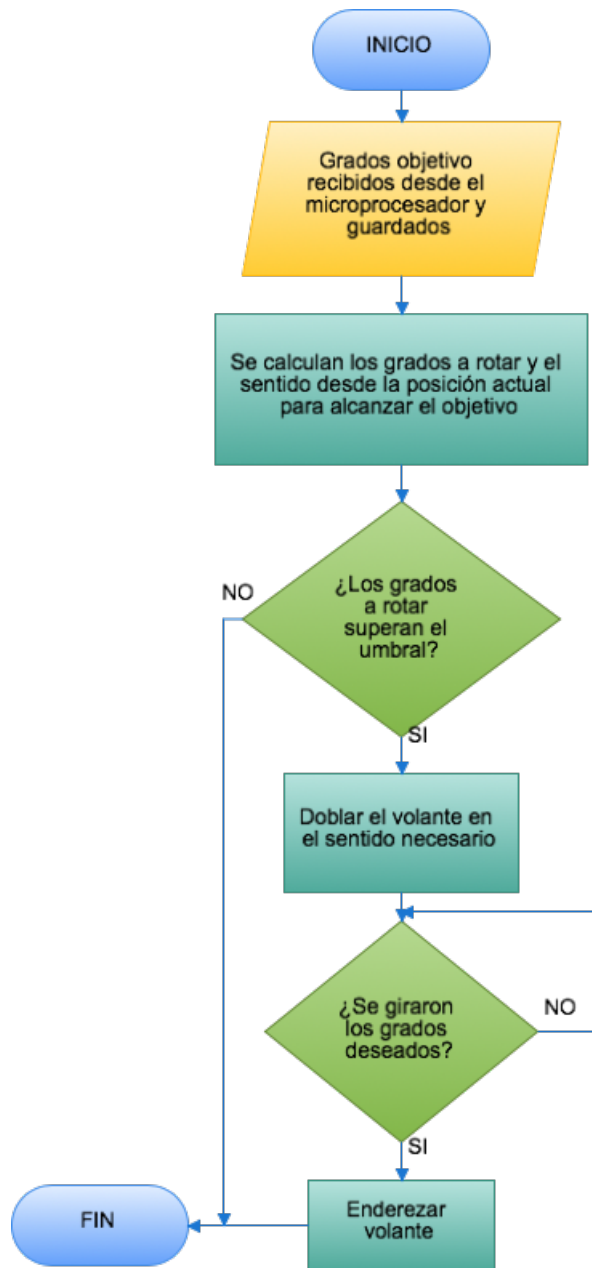 INICIO
Grados objetivo
recibidos desde el
microprocesador y
guardados
Se calculan los grados a rotar y el
sentido desde la posición actual
para alcanzar el objetivo
¿Los grados
a rotar
superan el
umbral?
NO
SI
Doblar el volante en
el sentido necesario
¿Se giraron
los grados
deseados?
NO
SI
Enderezar
volante
FIN